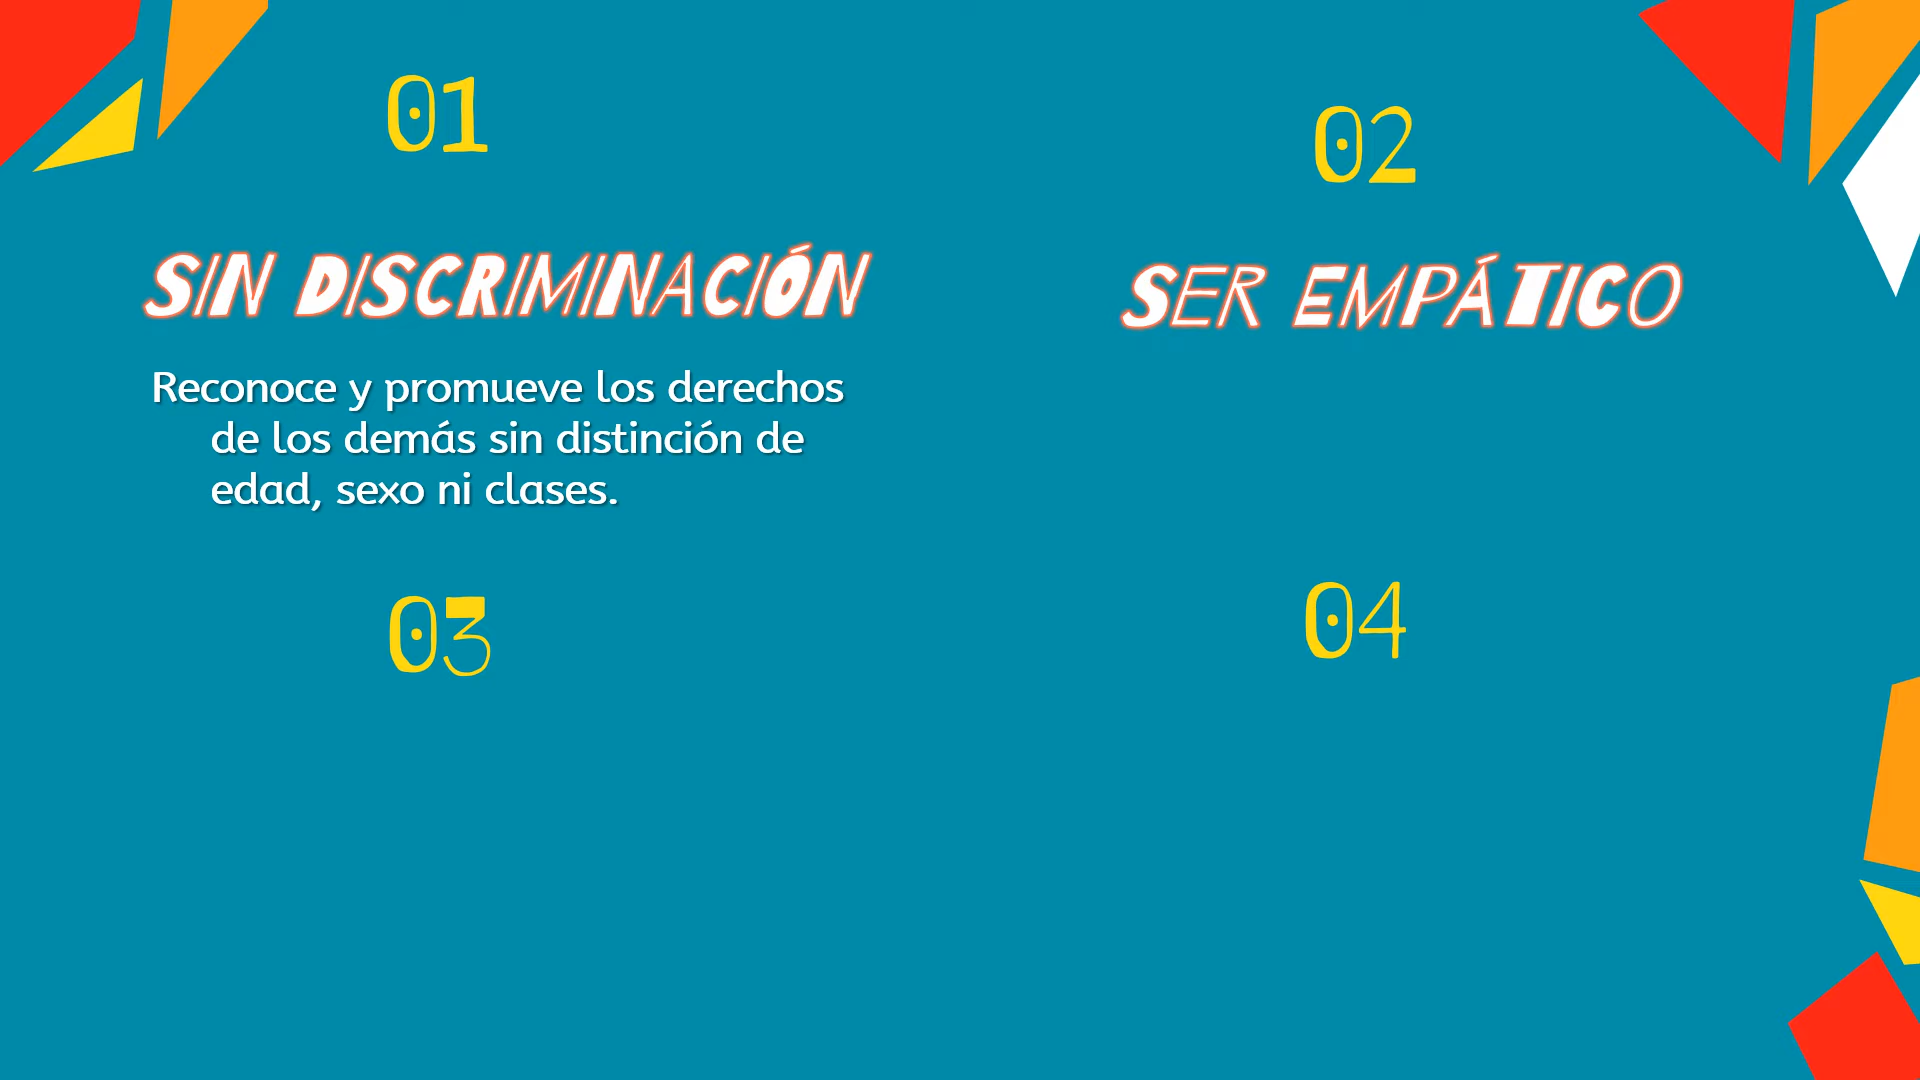 01
SIN DISCRIMINACIÓN
Reconoce y promueve los derechos
de los demás sin distinción de
edad, sexo ni clases.
02
SER EMPÁTICO
03
04